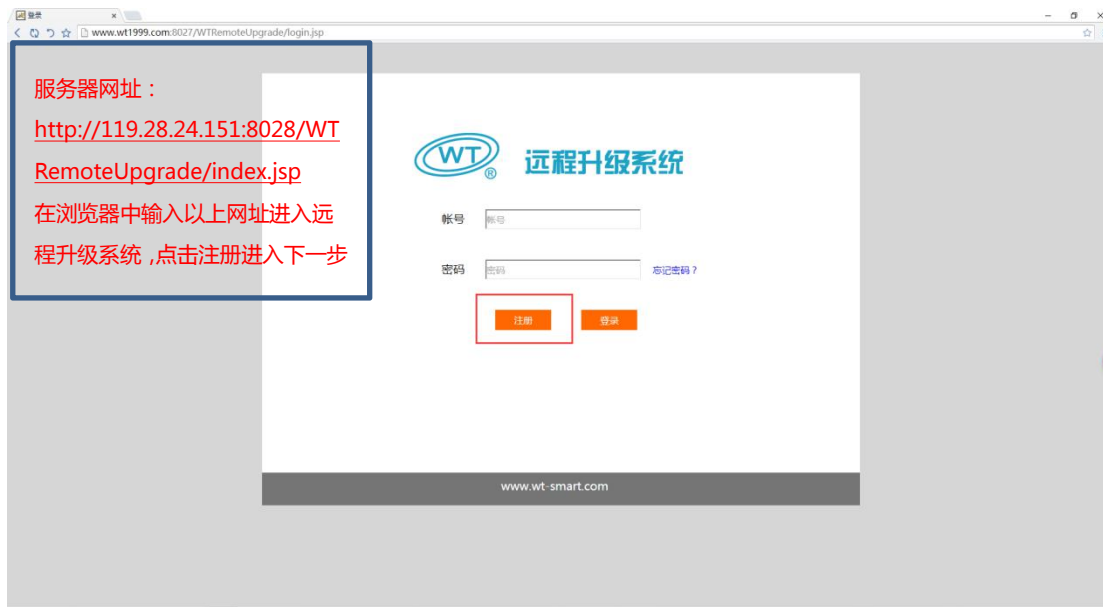 登录
www.wt1999.com:8027/WTRemoteUpgrade/login.jsp
服务器网址：
http://119.28.24.151:8028/WT
RemoteUpgrade/index.jsp
在浏览器中输入以上网址进入远
程升级系统 ,点击注册进入下一步
WT®
远程升级系统
帐号
帐号
密码
密码
忘记密码？
注册
登录
www.wt-smart.com